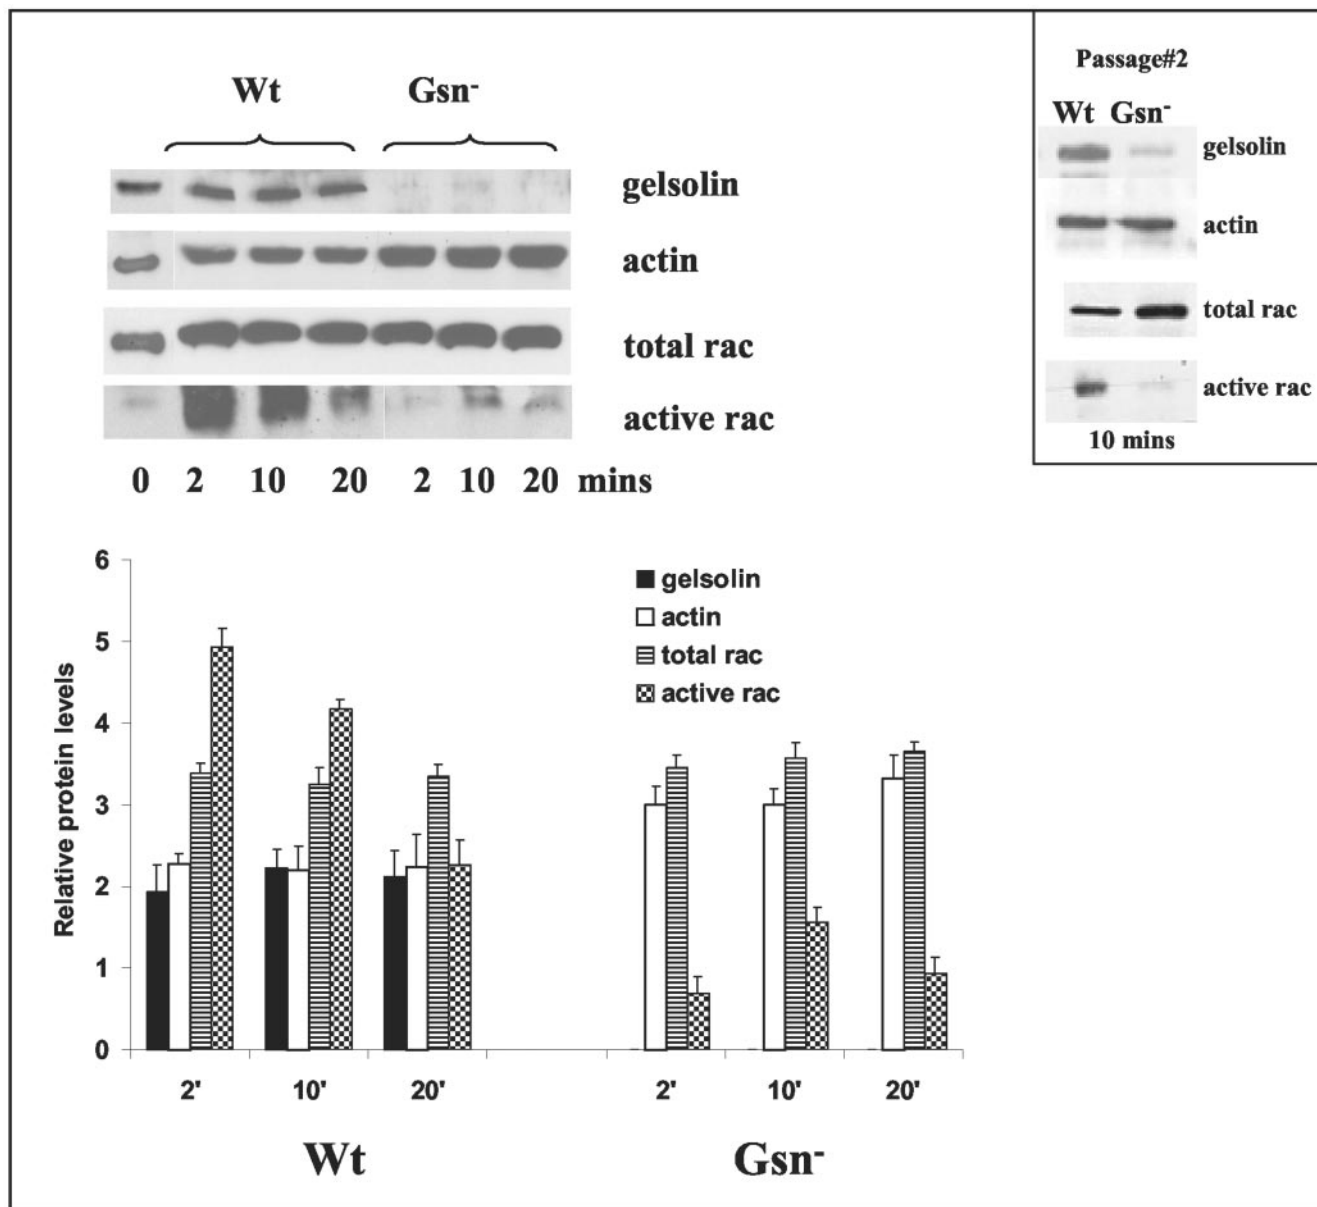 Wt Gsn-
gelsolin
actin
total rac
active rac
0 2 10 20 2 10 20 mins
Passage#2
Wt Gsn-
gelsolin
actin
total rac
active rac
10 mins
Relative protein levels
6
5
4
3
2
1
0
gelsolin
actin
total rac
active rac
2' 10' 20' 2' 10' 20'
Wt Gsn-